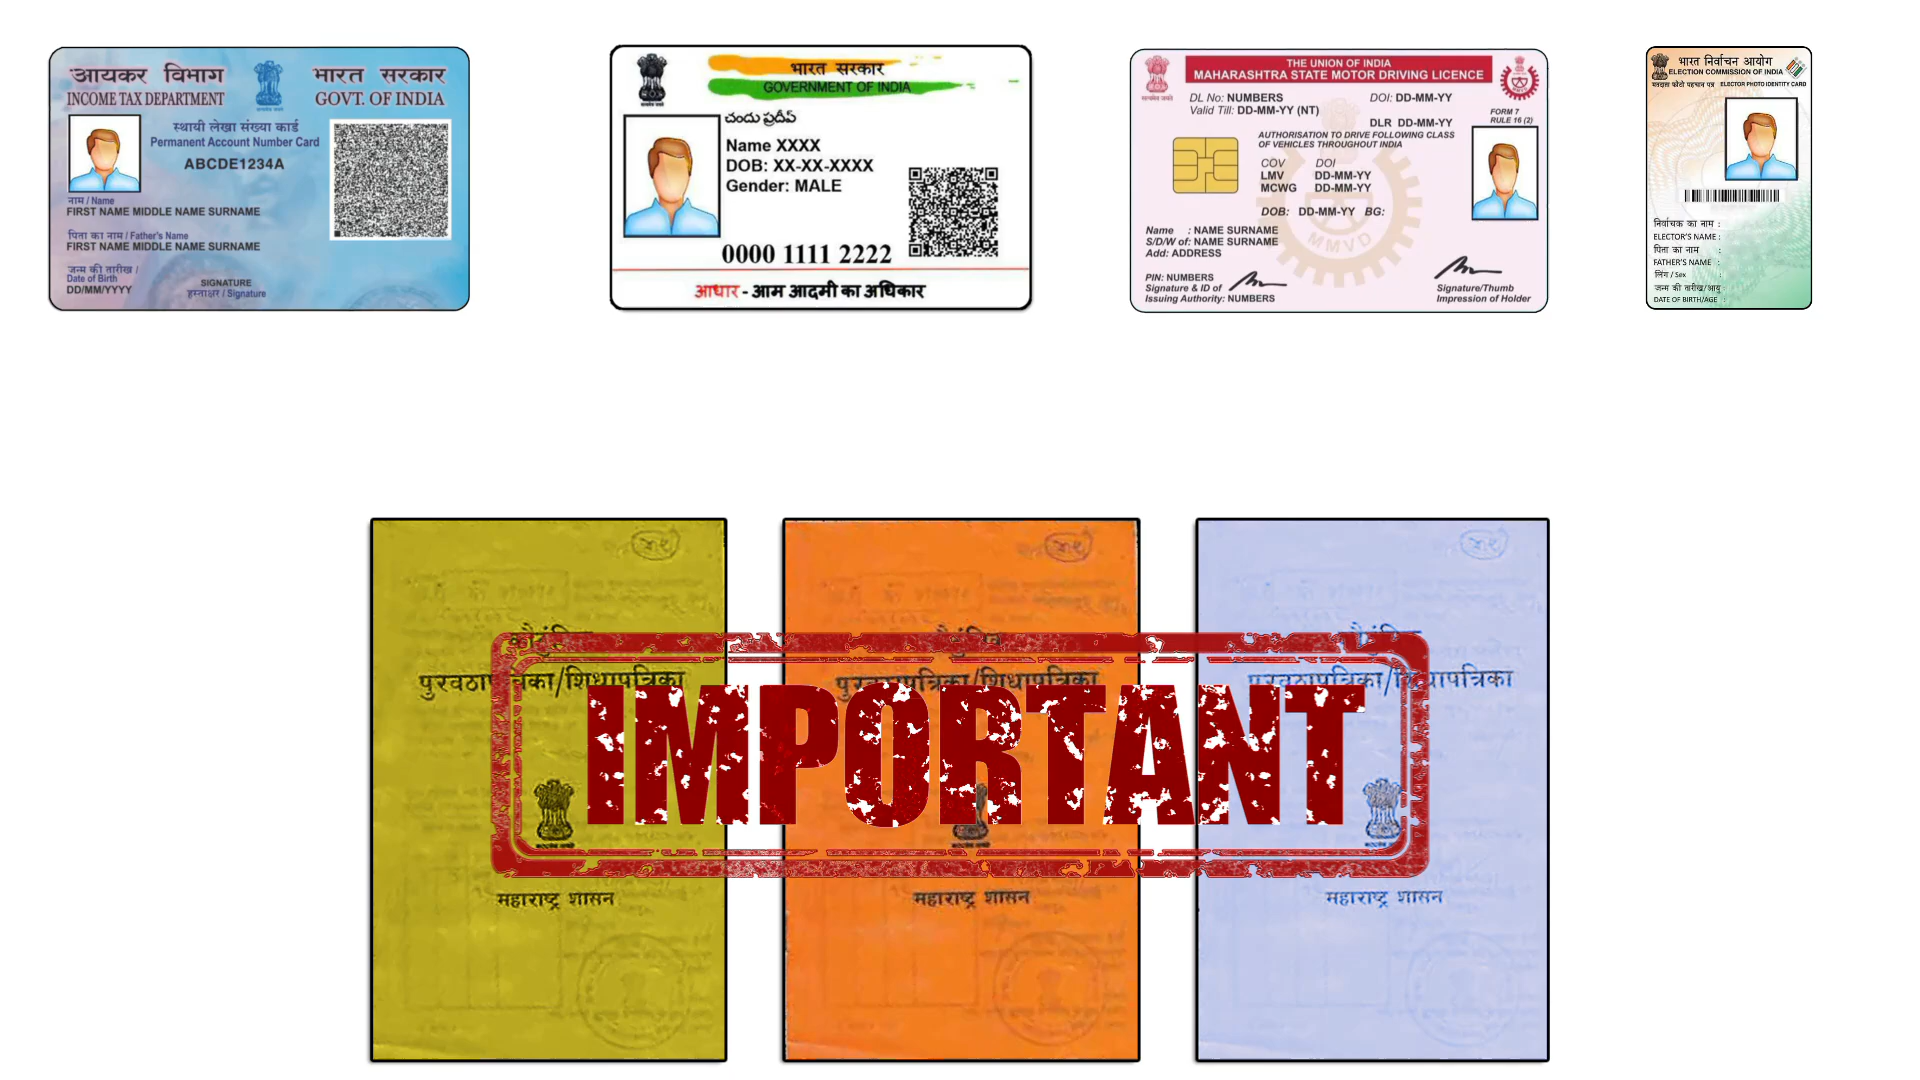 आयकर विभाग
INCOME TAX DEPARTMENT
भारत सरकार
GOVT. OF INDIA
स्थायी लेखा संख्या कार्ड
Permanent Account Number Card
ABCDE1234A
नाम / Name
FIRST NAME MIDDLE NAME SURNAME
पिता का नाम / Father's Name
FIRST NAME MIDDLE NAME SURNAME
जन्म की तारीख /
Date of Birth
DD/MM/YYYY
SIGNATURE
हस्ताक्षर / Signature
भारत सरकार
GOVERNMENT OF INDIA
చందు ప్రదీప్
Name XXXX
DOB: XX-XX-XXXX
Gender: MALE
0000 1111 2222
आधार - आम आदमी का अधिकार
THE UNION OF INDIA
MAHARASHTRA STATE MOTOR DRIVING LICENCE
DL No: NUMBERS DOI: DD-MM-YY
Valid Till: DD-MM-YY (NT)
DLR DD-MM-YY
FORM 7
RULE 16 (2)
AUTHORISATION TO DRIVE FOLLOWING CLASS
OF VEHICLES THROUGHOUT INDIA
COV DOI
LMV DD-MM-YY
MCWG DD-MM-YY
DOB: DD-MM-YY BG:
MMVD
Name : NAME SURNAME
S/D/W of: NAME SURNAME
Add: ADDRESS
PIN: NUMBERS
Signature & ID of
Issuing Authority: NUMBERS
Signature/Thumb
Impression of Holder
भारत निर्वाचन आयोग
ELECTION COMMISSION OF INDIA
मतदाता फोटो पहचान पत्र ELECTOR PHOTO IDENTITY CARD
निर्वाचक का नाम :
ELECTOR'S NAME :
पिता का नाम :
FATHER'S NAME :
लिंग / Sex :
जन्म की तारीख/आयु :
DATE OF BIRTH/AGE :
पुरवठापत्रिका/शिधापत्रिका
महाराष्ट्र शासन
पुरवठापत्रिका/शिधापत्रिका
महाराष्ट्र शासन
पुरवठापत्रिका/शिधापत्रिका
महाराष्ट्र शासन
IMPORTANT